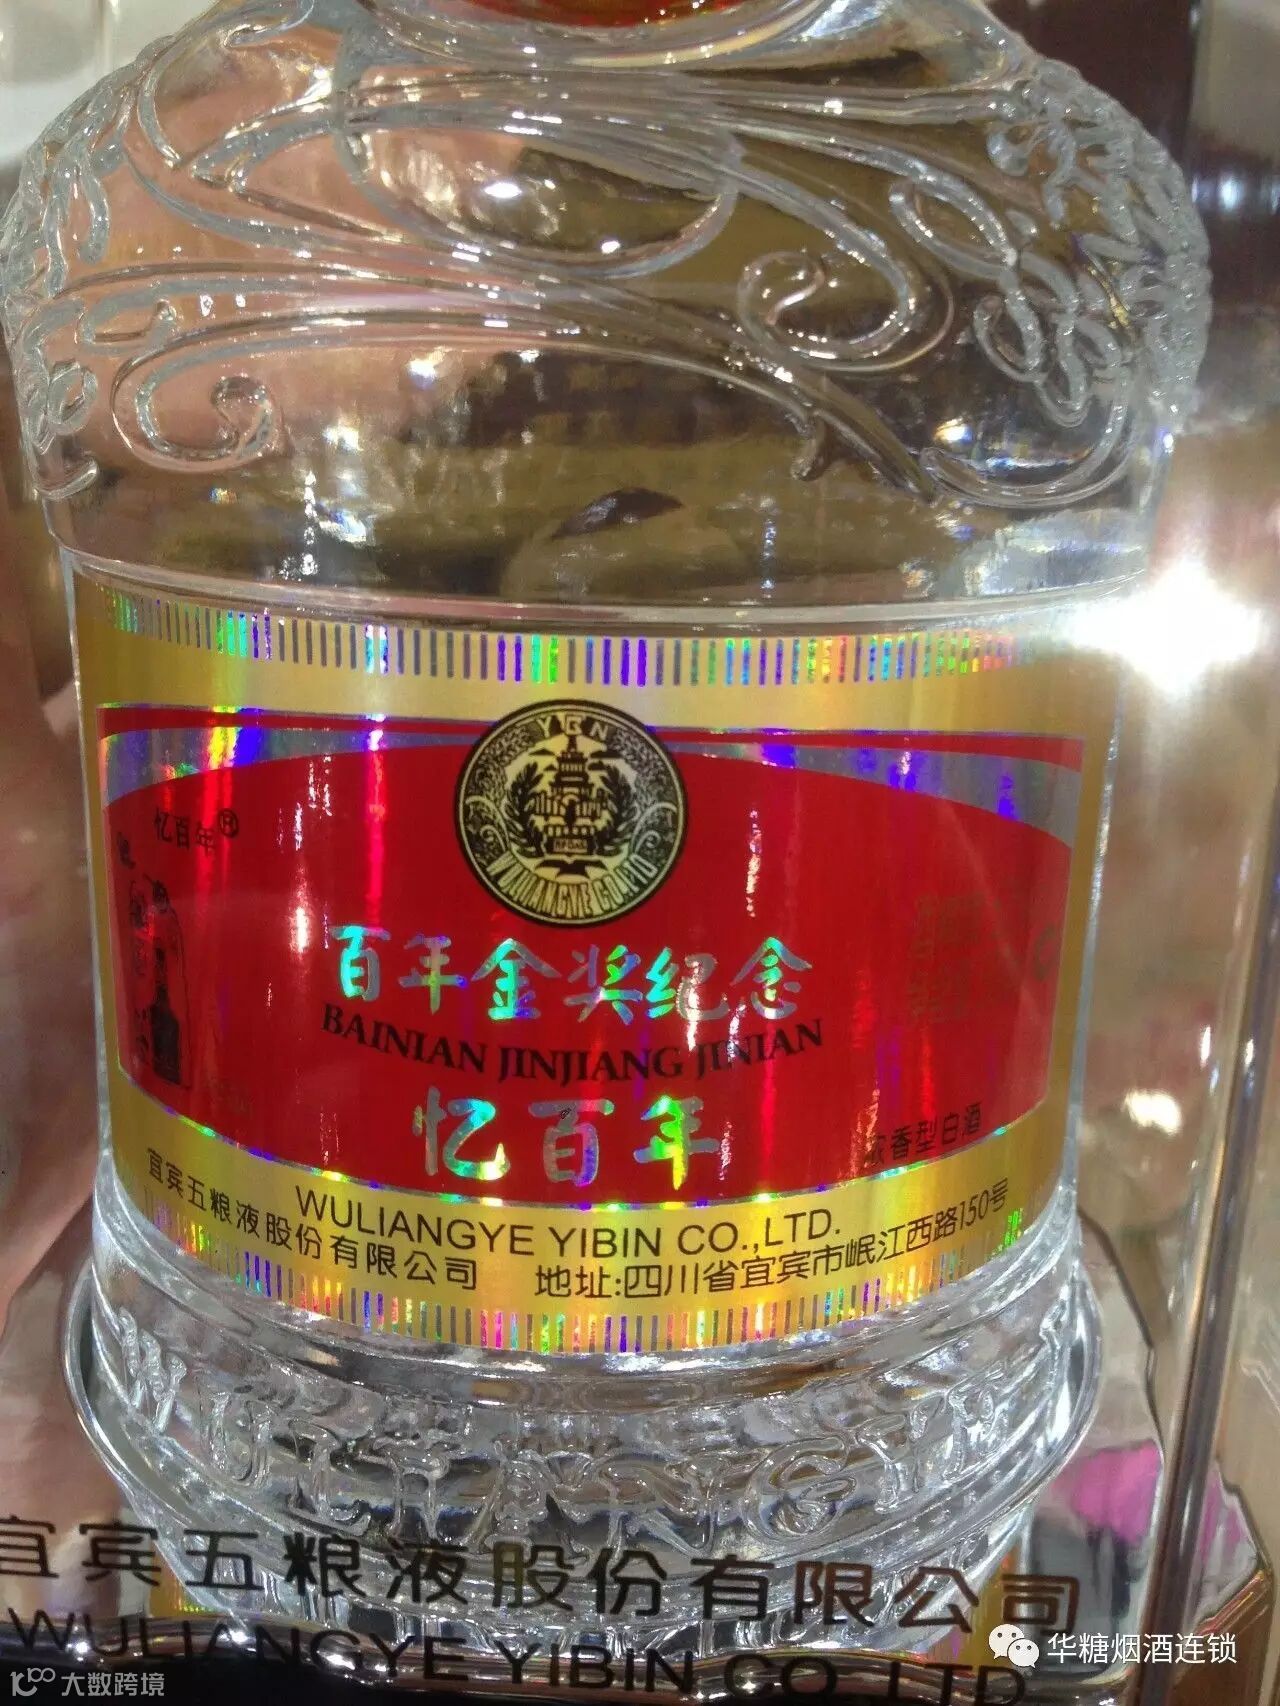 YBN
WULIANGYE CO.,LTD
忆百年®
百年金奖纪念
BAINIAN JINJIANG JINIAN
忆百年
浓香型白酒
WULIANGYE YIBIN CO.,LTD.
宜宾五粮液股份有限公司
地址:四川省宜宾市岷江西路150号
WULIANGYE
宜宾五粮液股份有限公司
WULIANGYE YIBIN CO.,LTD
华糖烟酒连锁
大数跨境